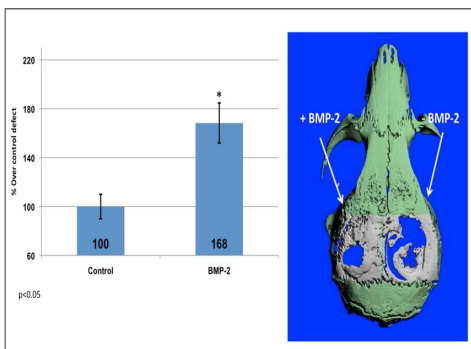 220
180
140
100
60
% Over control defect
*
100
168
Control
BMP-2
p<0.05
+ BMP-2
- BMP-2